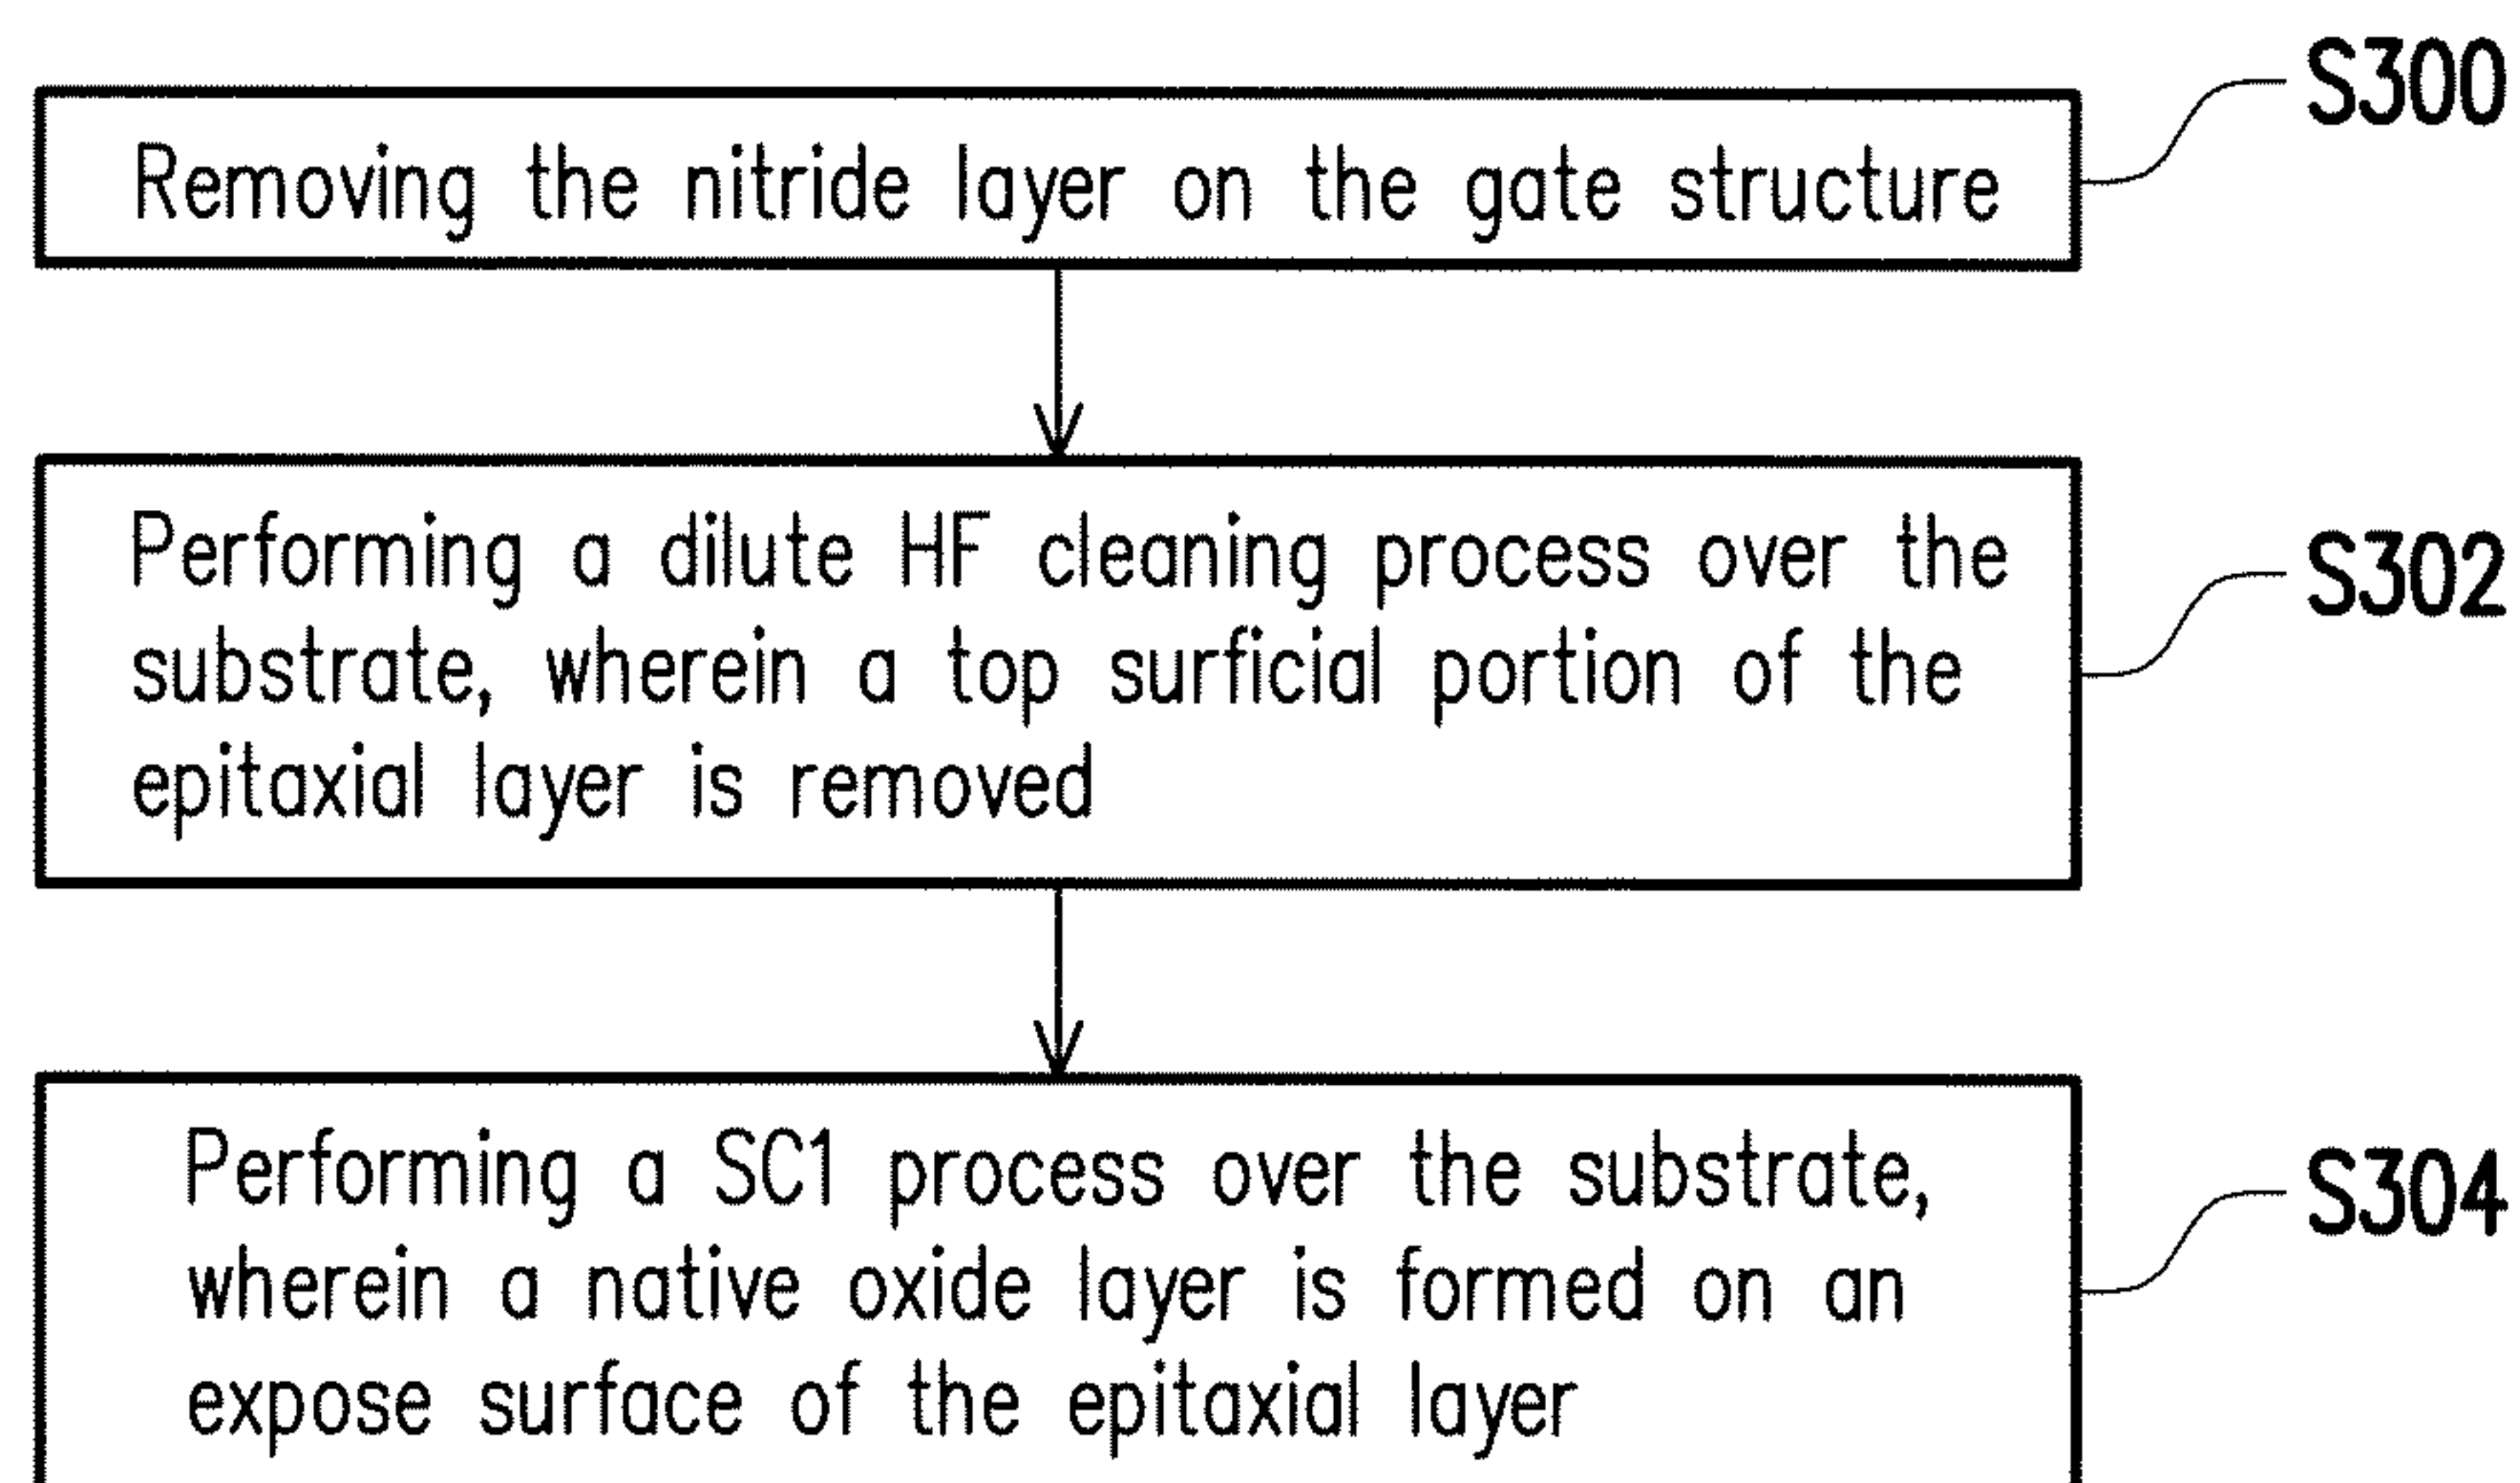 S300
Removing the nitride layer on the gate structure
Performing a dilute HF cleaning process over the
substrate, wherein a top surficial portion of the
epitaxial layer is removed
S302
Performing a SC1 process over the substrate,
wherein a native oxide layer is formed on an
expose surface of the epitaxial layer
S304